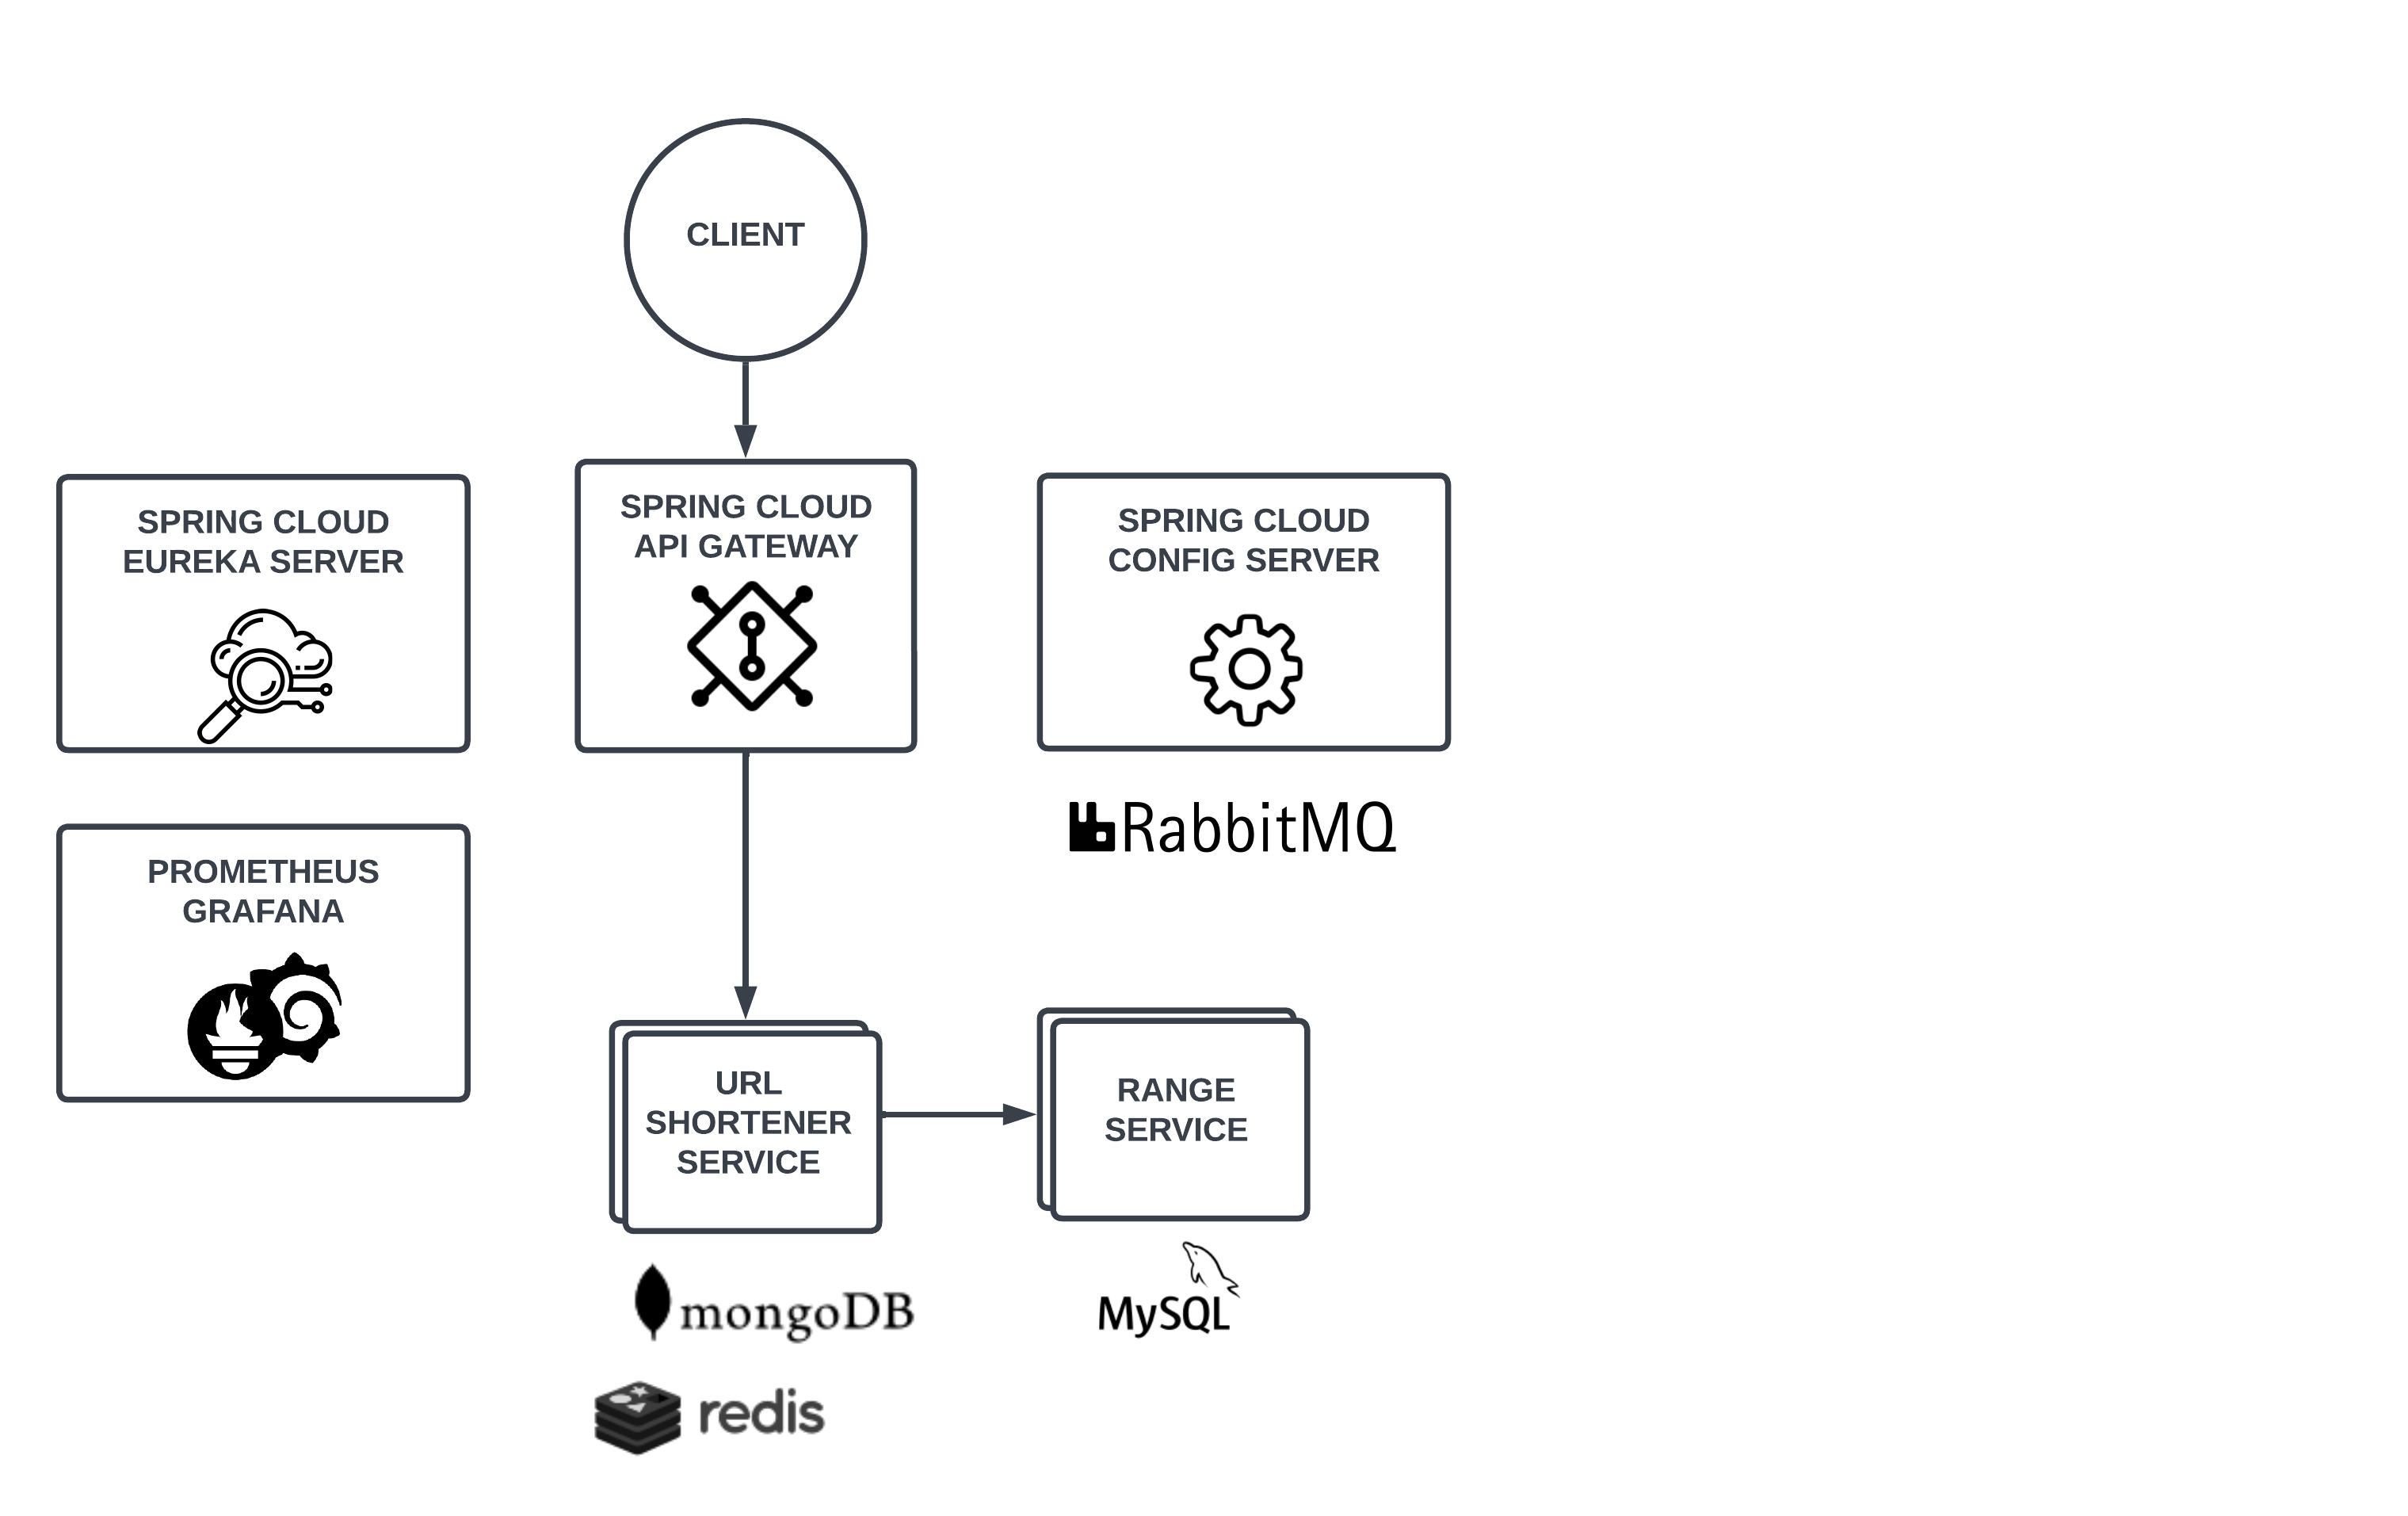 CLIENT
SPRING CLOUD
EUREKA SERVER
SPRING CLOUD
API GATEWAY
SPRING CLOUD
CONFIG SERVER
RabbitMQ
PROMETHEUS
GRAFANA
URL
SHORTENER
SERVICE
RANGE
SERVICE
mongoDB
MySQL
redis